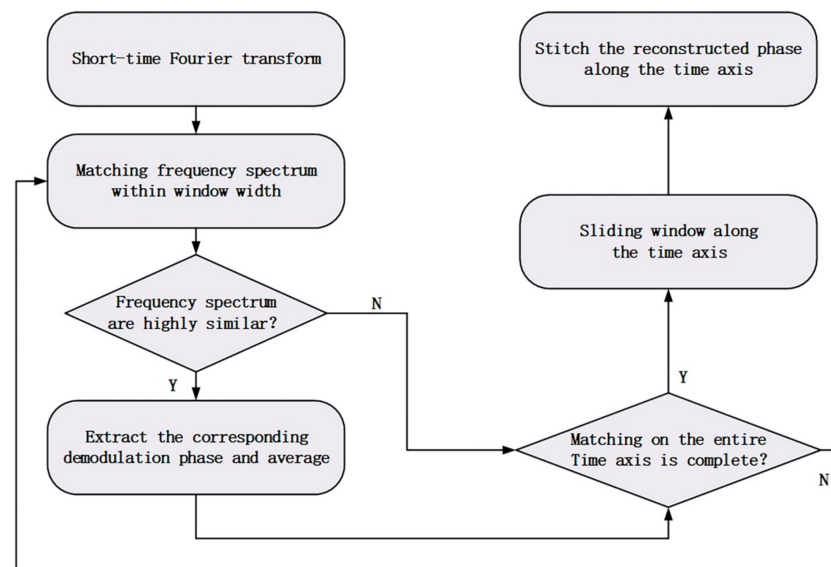 Short-time Fourier transform
Matching frequency spectrum
within window width
Frequency spectrum
are highly similar?
N
Y
Extract the corresponding
demodulation phase and average
Stitch the reconstructed phase
along the time axis
Sliding window along
the time axis
Y
Matching on the entire
Time axis is complete?
N